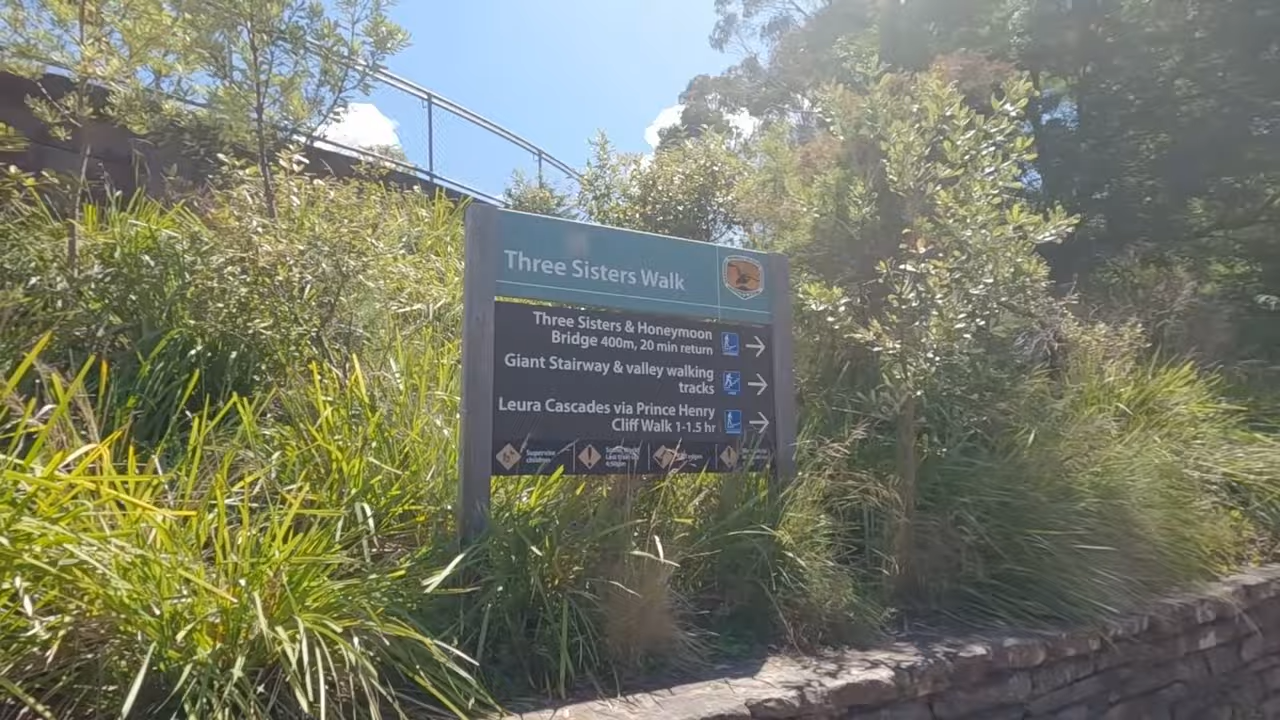 Three Sisters Walk
Three Sisters & Honeymoon
Bridge 400m, 20 min return
Giant Stairway & valley walking
tracks
Leura Cascades via Prince Henry
Cliff Walk 1-1.5 hr
Supervise
children